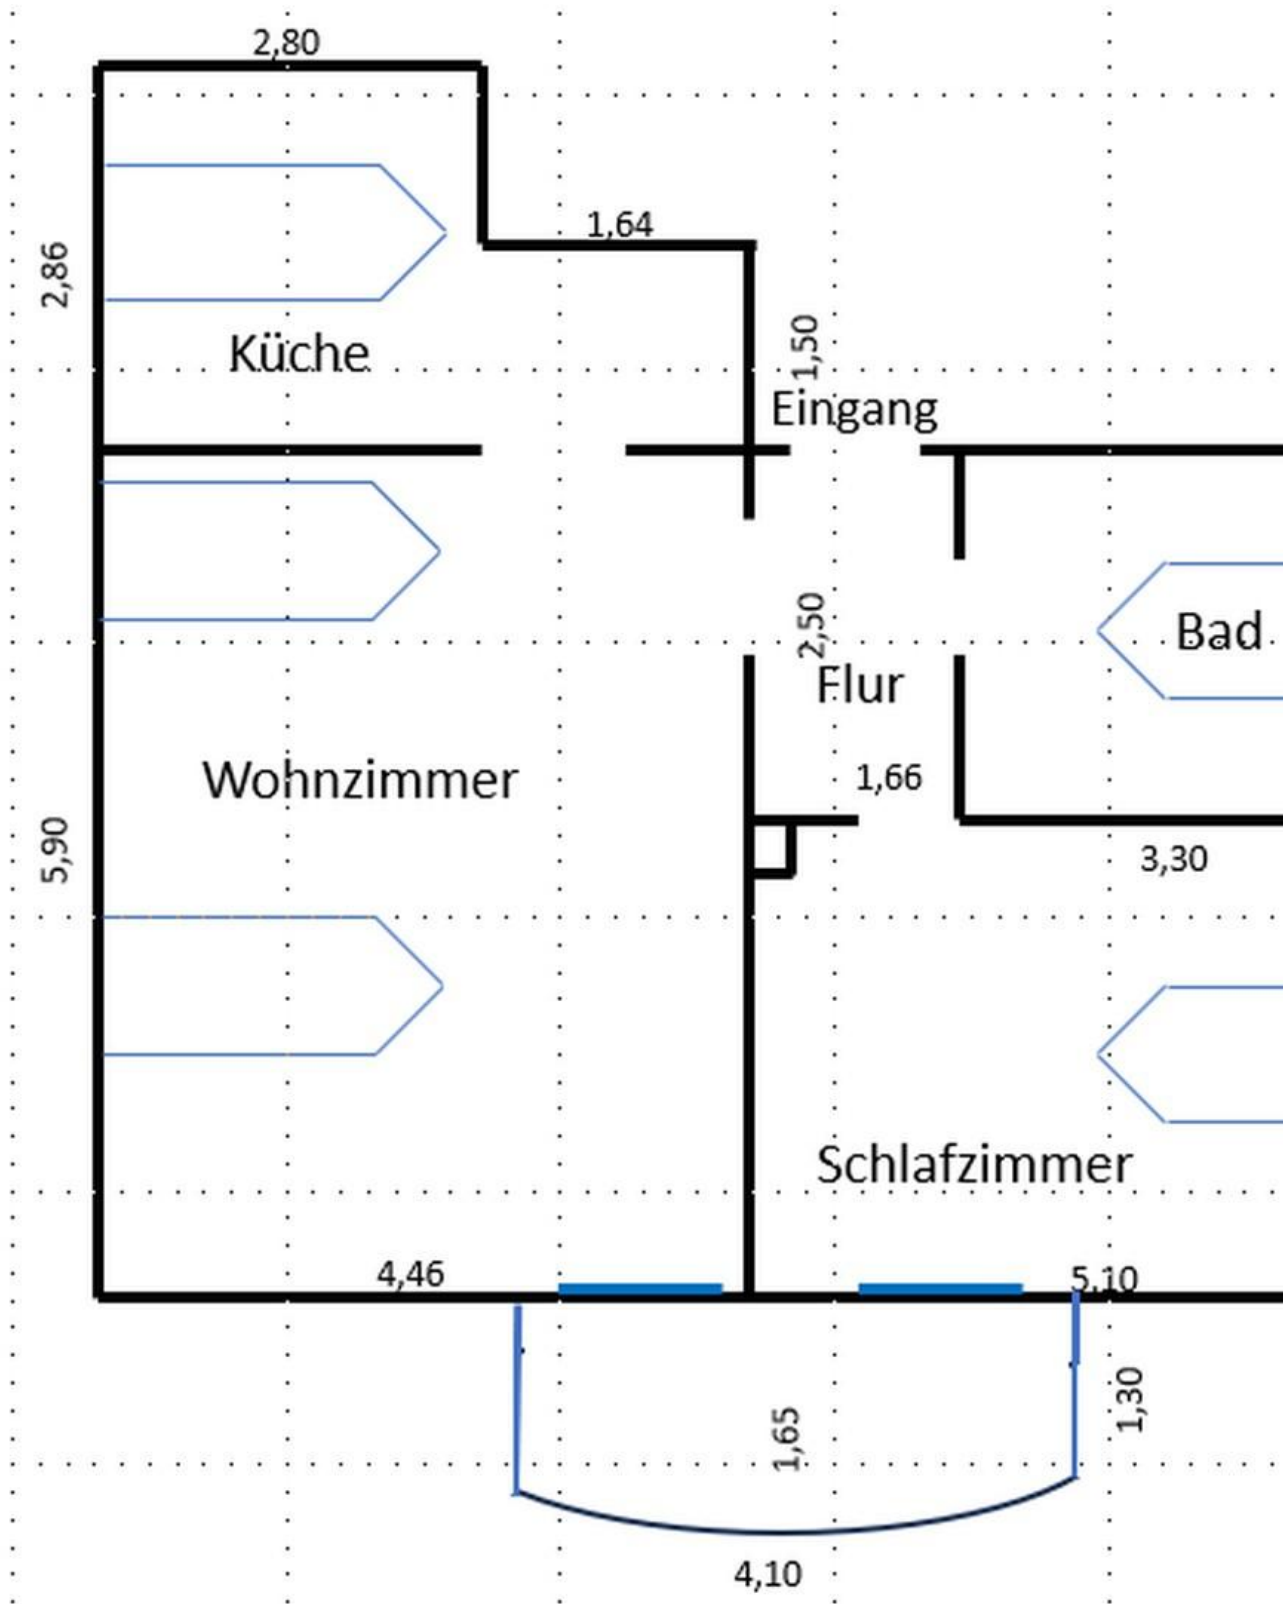 2,80
1,64
2,86
1,50
Küche
Eingang
2,50
Bad
Flur
1,66
Wohnzimmer
5,90
3,30
Schlafzimmer
4,46
5,10
1,30
1,65
4,10